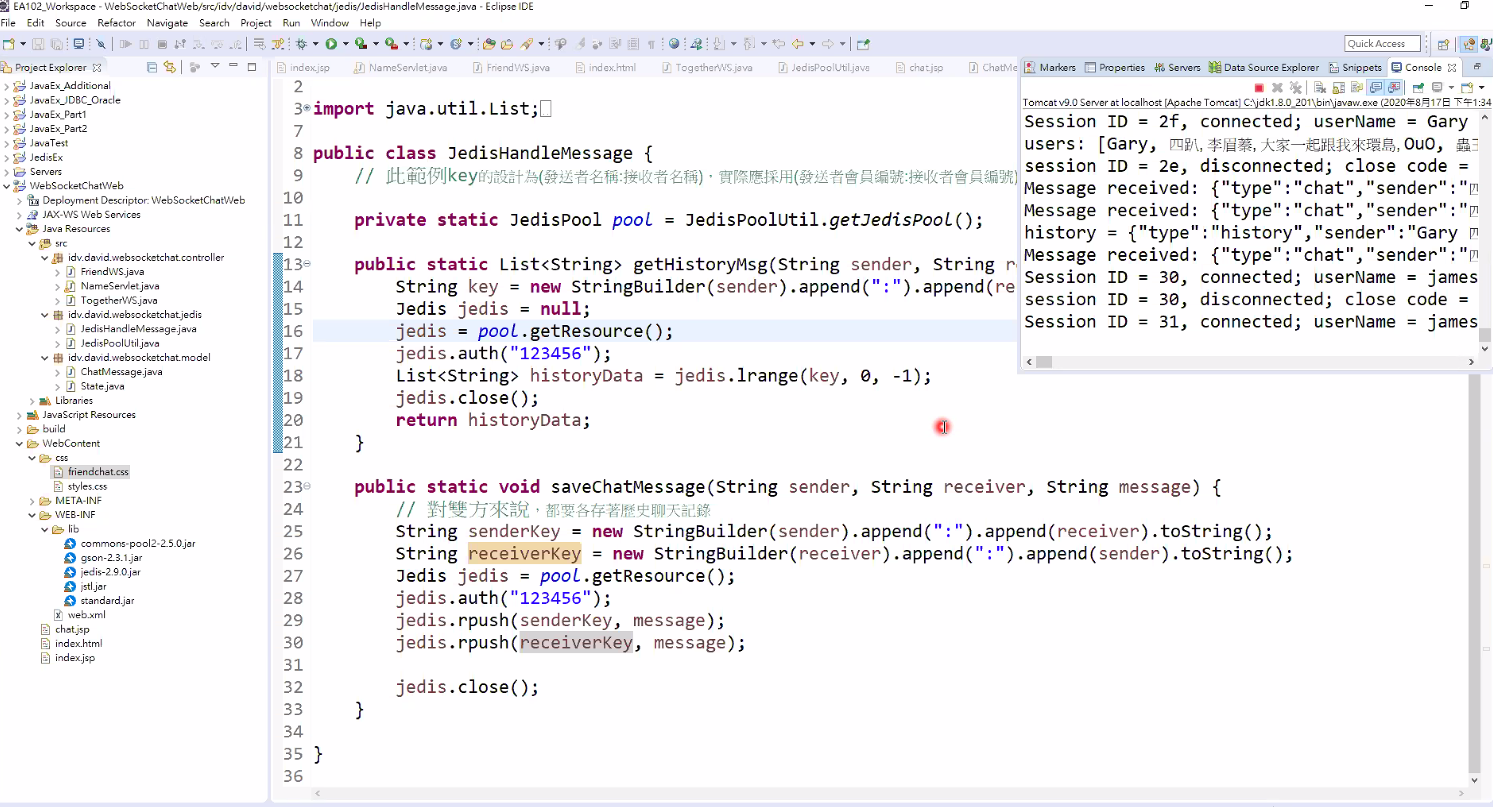 EA102_Workspace - WebSocketChatWeb/src/idv/david/websocketchat/jedis/JedisHandleMessage.java - Eclipse IDE
File Edit Source Refactor Navigate Search Project Run Window Help
Quick Access
Project Explorer
JavaEx_Additional
JavaEx_JDBC_Oracle
JavaEx_Part1
JavaEx_Part2
JavaTest
JedisEx
Servers
WebSocketChatWeb
Deployment Descriptor: WebSocketChatWeb
JAX-WS Web Services
Java Resources
src
idv.david.websocketchat.controller
FriendWS.java
NameServlet.java
TogetherWS.java
idv.david.websocketchat.jedis
JedisHandleMessage.java
JedisPoolUtil.java
idv.david.websocketchat.model
ChatMessage.java
State.java
Libraries
JavaScript Resources
build
WebContent
css
friendchat.css
styles.css
META-INF
WEB-INF
lib
commons-pool2-2.5.0.jar
gson-2.3.1.jar
jedis-2.9.0.jar
jstl.jar
standard.jar
web.xml
chat.jsp
index.html
index.jsp
index.jsp NameServlet.java FriendWS.java index.html TogetherWS.java JedisPoolUtil.java chat.jsp ChatMe
2
3 import java.util.List;
7
8 public class JedisHandleMessage {
9 // 此範例key的設計為(發送者名稱:接收者名稱)，實際應採用(發送者會員編號:接收者會員編號)
10
11 private static JedisPool pool = JedisPoolUtil.getJedisPool();
12
13 public static List<String> getHistoryMsg(String sender, String re
14 String key = new StringBuilder(sender).append(":").append(re
15 Jedis jedis = null;
16 jedis = pool.getResource();
17 jedis.auth("123456");
18 List<String> historyData = jedis.lrange(key, 0, -1);
19 jedis.close();
20 return historyData;
21 }
22
23 public static void saveChatMessage(String sender, String receiver, String message) {
24 // 對雙方來說，都要各存著歷史聊天記錄
25 String senderKey = new StringBuilder(sender).append(":").append(receiver).toString();
26 String receiverKey = new StringBuilder(receiver).append(":").append(sender).toString();
27 Jedis jedis = pool.getResource();
28 jedis.auth("123456");
29 jedis.rpush(senderKey, message);
30 jedis.rpush(receiverKey, message);
31
32 jedis.close();
33 }
34
35 }
36
Markers Properties Servers Data Source Explorer Snippets Console
Tomcat v9.0 Server at localhost [Apache Tomcat] C:\jdk1.8.0_201\bin\javaw.exe (2020年8月17日 下午1:34
Session ID = 2f, connected; userName = Gary
users: [Gary, 四趴,李眉蓁,大家一起跟我來環島,OuO,
session ID = 2e, disconnected; close code =
Message received: {"type":"chat","sender":"四
Message received: {"type":"chat","sender":"四
history = {"type":"history","sender":"Gary
Message received: {"type":"chat","sender":"四
Session ID = 30, connected; userName = james
session ID = 30, disconnected; close code =
Session ID = 31, connected; userName = james